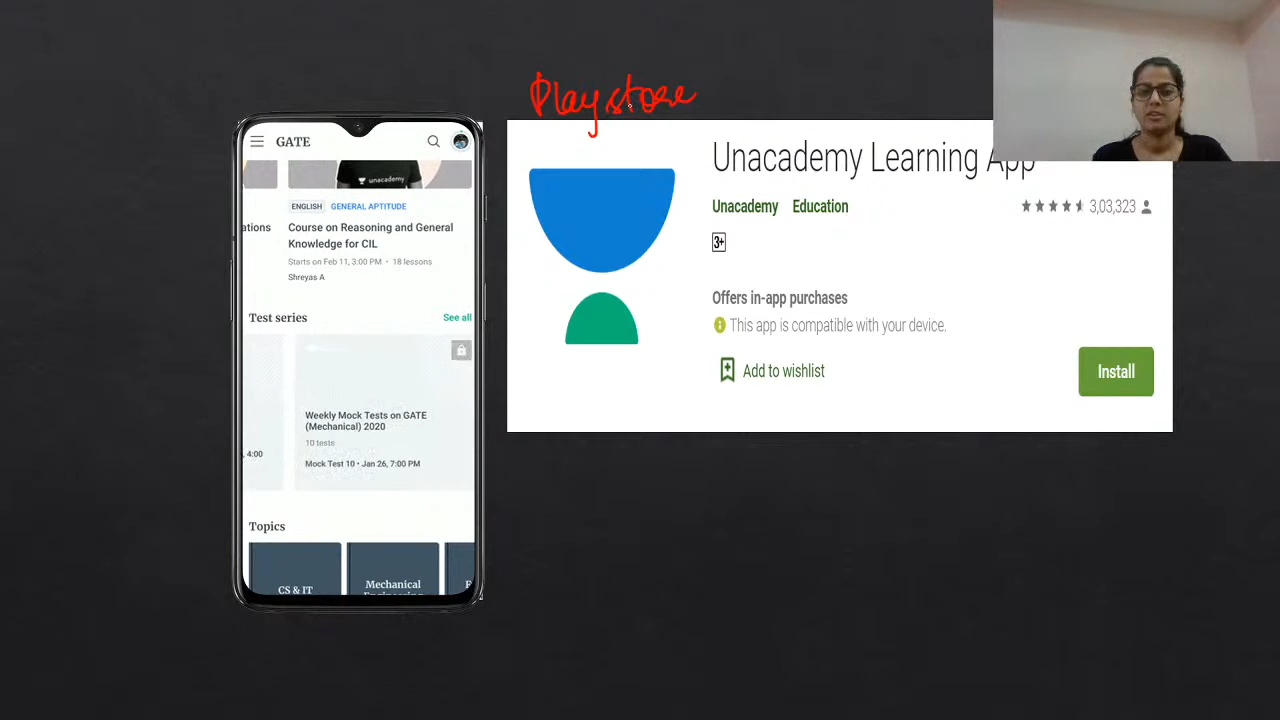 Playstore
GATE
unacademy
ENGLISH GENERAL APTITUDE
ations
Course on Reasoning and General
Knowledge for CIL
Starts on Feb 11, 3:00 PM • 18 lessons
Shreyas A
Test series See all
Weekly Mock Tests on GATE
(Mechanical) 2020
10 tests
, 4:00
Mock Test 10 • Jan 26, 7:00 PM
Topics
CS & IT
Mechanical
Engineering
Unacademy Learning App
Unacademy Education
3,03,323
3+
Offers in-app purchases
This app is compatible with your device.
Add to wishlist
Install